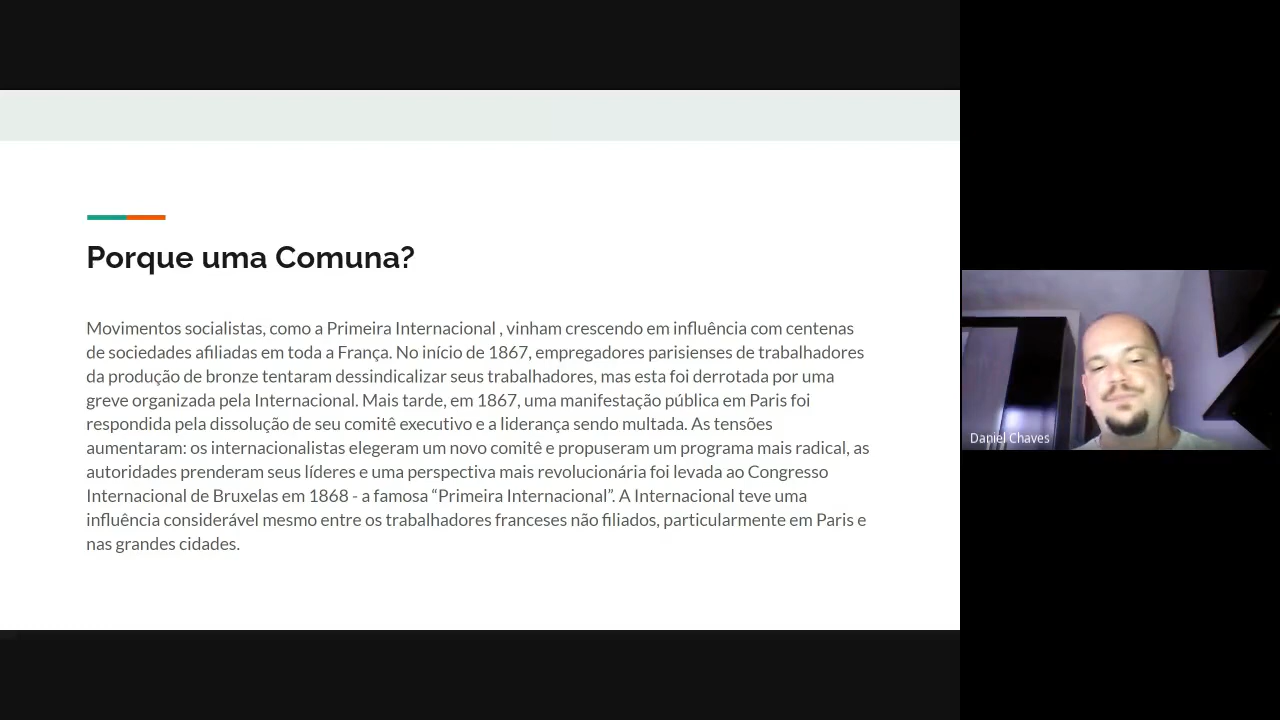 Porque uma Comuna?
Movimentos socialistas, como a Primeira Internacional , vinham crescendo em influência com centenas
de sociedades afiliadas em toda a França. No início de 1867, empregadores parisienses de trabalhadores
da produção de bronze tentaram dessindicalizar seus trabalhadores, mas esta foi derrotada por uma
greve organizada pela Internacional. Mais tarde, em 1867, uma manifestação pública em Paris foi
respondida pela dissolução de seu comitê executivo e a liderança sendo multada. As tensões
aumentaram: os internacionalistas elegeram um novo comitê e propuseram um programa mais radical, as
autoridades prenderam seus líderes e uma perspectiva mais revolucionária foi levada ao Congresso
Internacional de Bruxelas em 1868 - a famosa “Primeira Internacional”. A Internacional teve uma
influência considerável mesmo entre os trabalhadores franceses não filiados, particularmente em Paris e
nas grandes cidades.
Daniel Chaves